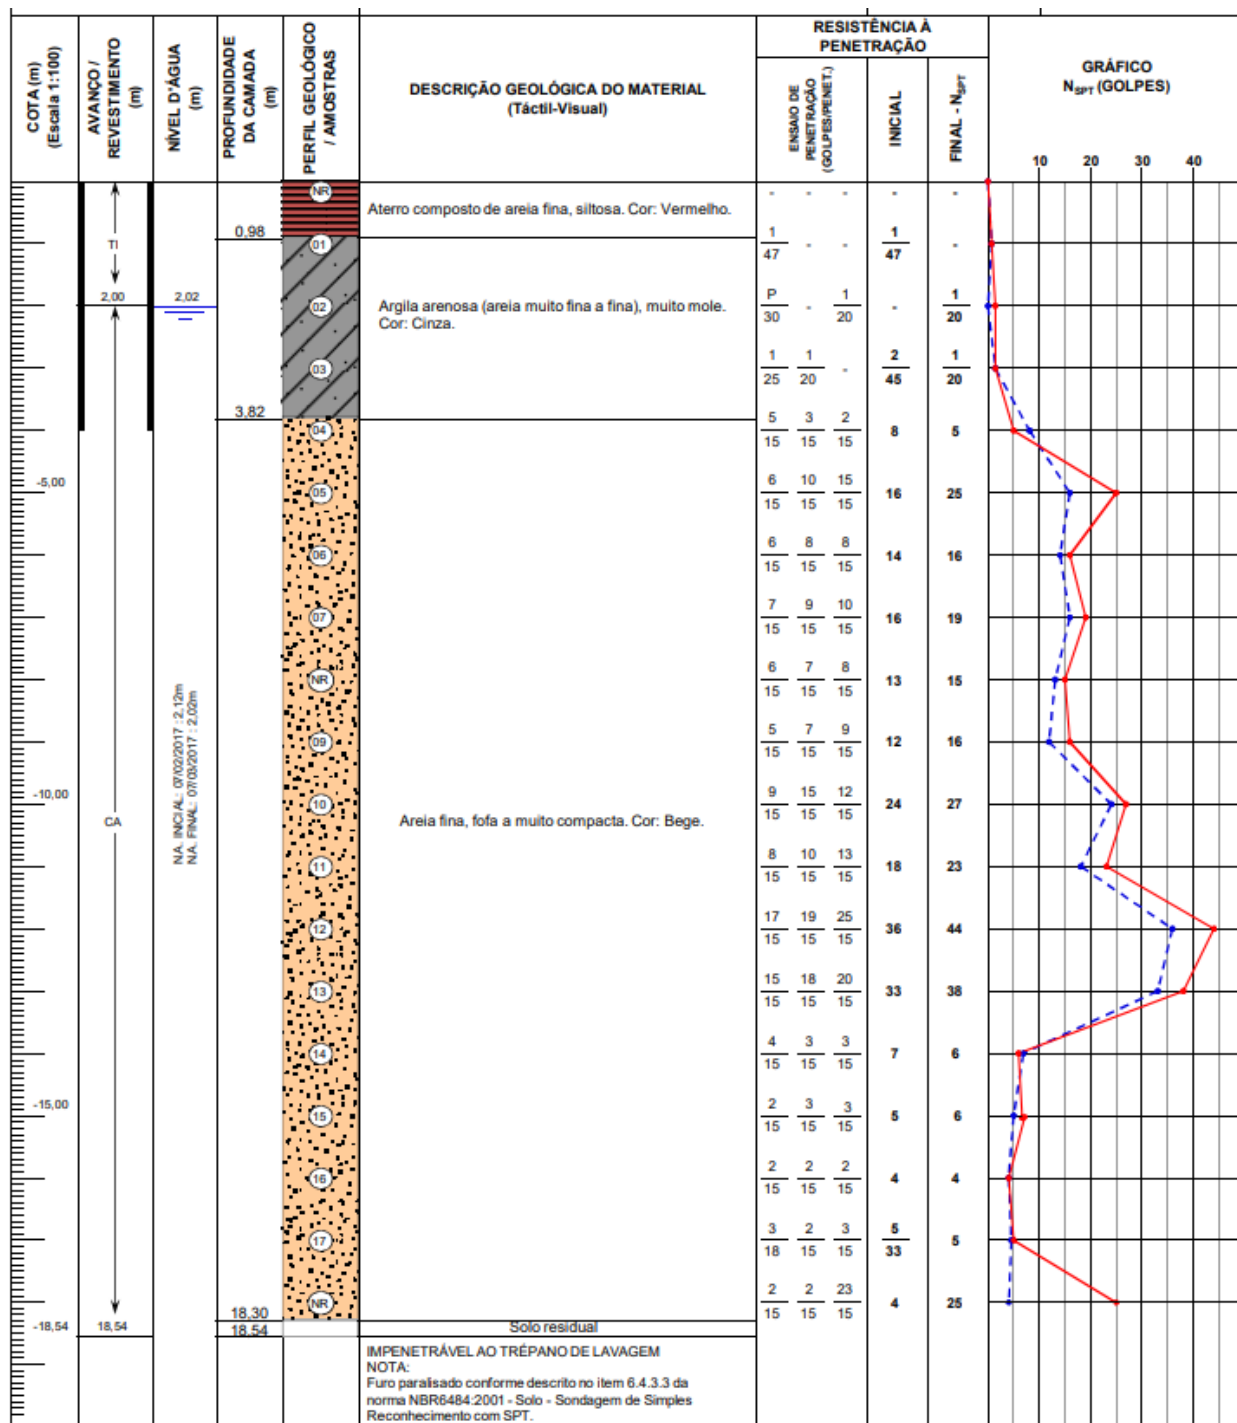 COTA (m)
(Escala 1:100)
AVANÇO /
REVESTIMENTO
(m)
NÍVEL D'ÁGUA
(m)
PROFUNDIDADE
DA CAMADA
(m)
PERFIL GEOLÓGICO
/ AMOSTRAS
DESCRIÇÃO GEOLÓGICA DO MATERIAL
(Táctil-Visual)
RESISTÊNCIA À
PENETRAÇÃO
ENSAIO DE
PENETRAÇÃO
(GOLPES/PENET.)
INICIAL
FINAL - NSPT
GRÁFICO
NSPT (GOLPES)
10 20 30 40
NR
Aterro composto de areia fina, siltosa. Cor: Vermelho.
- - - - -
0,98
TI
01
1 - - 1 -
47 47
2,00 2,02
02
Argila arenosa (areia muito fina a fina), muito mole.
Cor: Cinza.
P - 1 - 1
30 20 20
03
1 1 - 2 1
25 20 45 20
3,82
04
5 3 2 8 5
15 15 15
-5,00
05
6 10 15 16 25
15 15 15
06
6 8 8 14 16
15 15 15
07
7 9 10 16 19
15 15 15
NR
6 7 8 13 15
15 15 15
NA. INICIAL: 07/02/2017 : 2,12m
NA. FINAL: 07/03/2017 : 2,02m
09
5 7 9 12 16
15 15 15
-10,00
CA
10
Areia fina, fofa a muito compacta. Cor: Bege.
9 15 12 24 27
15 15 15
11
8 10 13 18 23
15 15 15
12
17 19 25 36 44
15 15 15
13
15 18 20 33 38
15 15 15
14
4 3 3 7 6
15 15 15
-15,00
15
2 3 3 5 6
15 15 15
16
2 2 2 4 4
15 15 15
17
3 2 3 5 5
18 15 15 33
NR
2 2 23 4 25
15 15 15
18,30
-18,54 18,54 18,54
Solo residual
IMPENETRÁVEL AO TRÉPANO DE LAVAGEM
NOTA:
Furo paralisado conforme descrito no item 6.4.3.3 da
norma NBR6484:2001 - Solo - Sondagem de Simples
Reconhecimento com SPT.